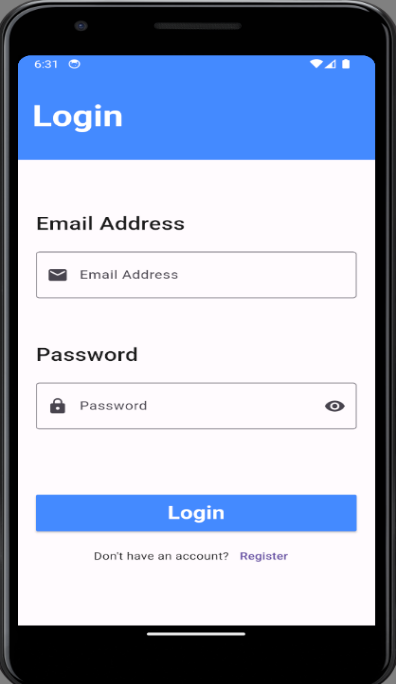 6:31
Login
Email Address
Email Address
Password
Password
Login
Don't have an account? Register